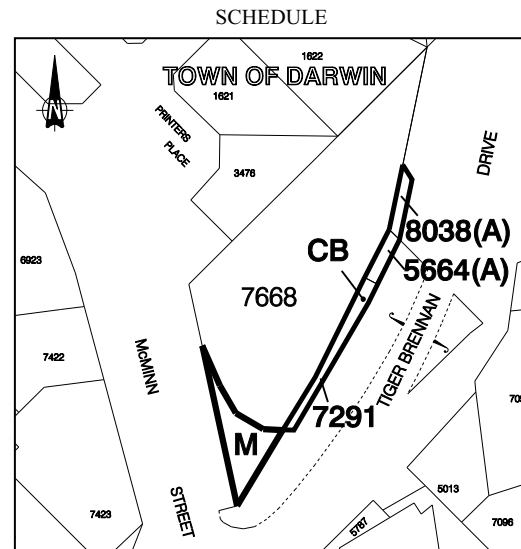 SCHEDULE
1622
TOWN OF DARWIN
1621
N
PRINTERS
PLACE
3476
DRIVE
8038(A)
CB
5664(A)
6923
7668
TIGER BRENNAN
7422
McMINN
7291
M
STREET
7423
5013
5787
7096